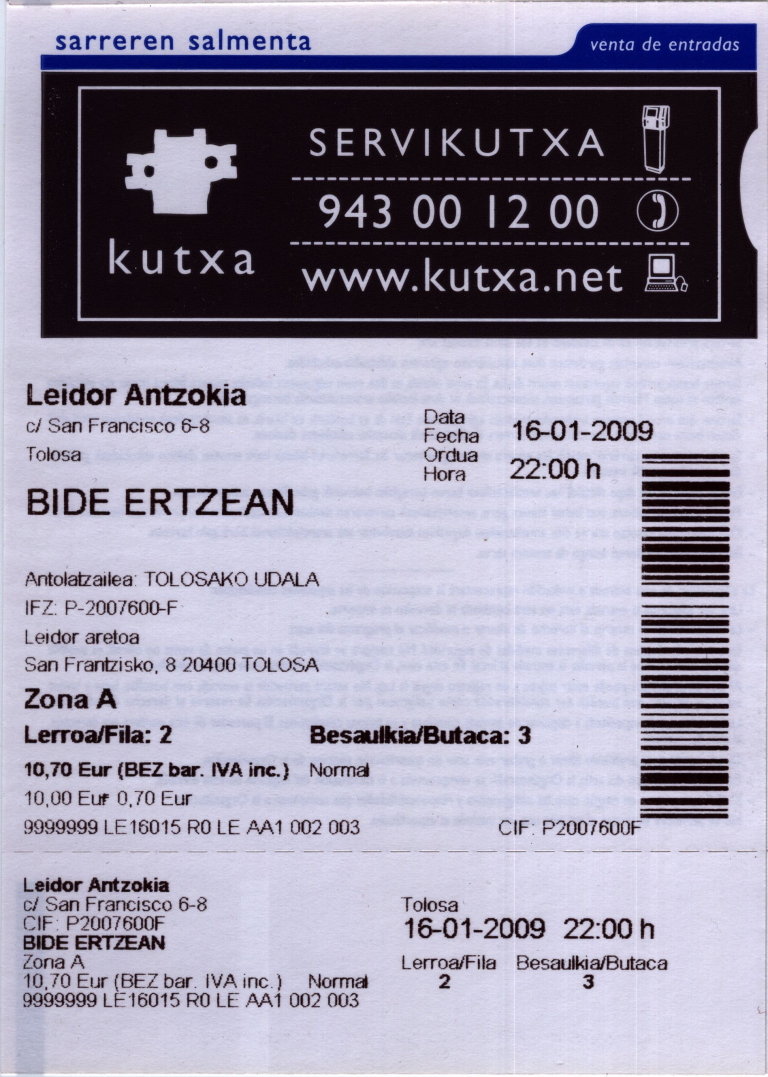 sarreren salmenta
venta de entradas
SERVIKUTXA
943 00 12 00
kutxa
www.kutxa.net
Leidor Antzokia
c/ San Francisco 6-8
Tolosa
Data
Fecha
16-01-2009
Ordua
Hora
22:00 h
BIDE ERTZEAN
Antolatzailea: TOLOSAKO UDALA
IFZ: P-2007600-F
Leidor aretoa
San Frantzisko, 8 20400 TOLOSA
Zona A
Lerroa/Fila: 2 Besaulkia/Butaca: 3
10,70 Eur (BEZ bar. IVA inc.) Normal
10,00 Eur 0,70 Eur
9999999 LE16015 R0 LE AA1 002 003 CIF: P2007600F
Leidor Antzokia
c/ San Francisco 6-8
CIF: P2007600F
BIDE ERTZEAN
Zona A
10,70 Eur (BEZ bar. IVA inc.) Normal
9999999 LE16015 R0 LE AA1 002 003
Tolosa
16-01-2009 22:00 h
Lerroa/Fila Besaulkia/Butaca
2 3